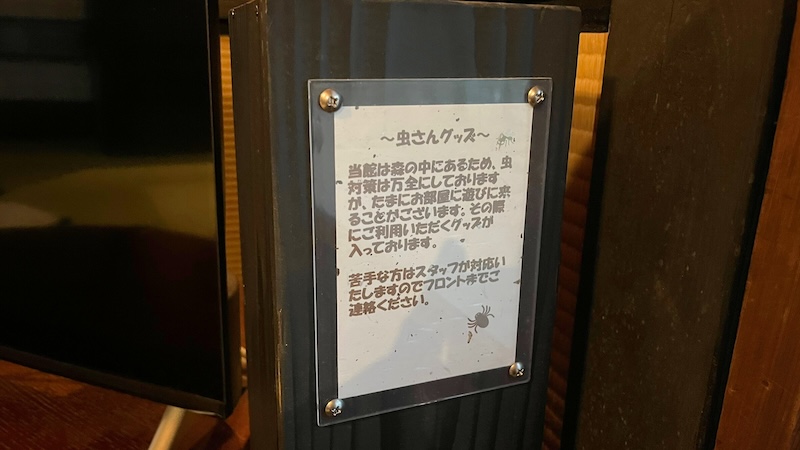 ～虫さんグッズ～
当館は森の中にあるため、虫
対策は万全にしております
が、たまにお部屋に遊びに来
ることがございます。その際
にご利用いただくグッズが
入っております。
苦手な方はスタッフが対応い
たしますのでフロントまでご
連絡ください。